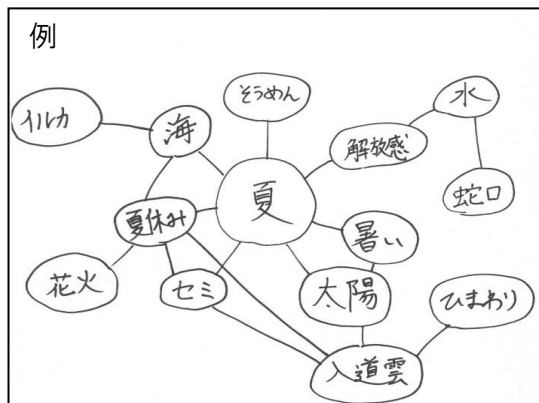 例
そうめん
水
イルカ
海
解放感
夏
蛇口
夏休み
暑い
花火
セミ
太陽
ひまわり
入道雲